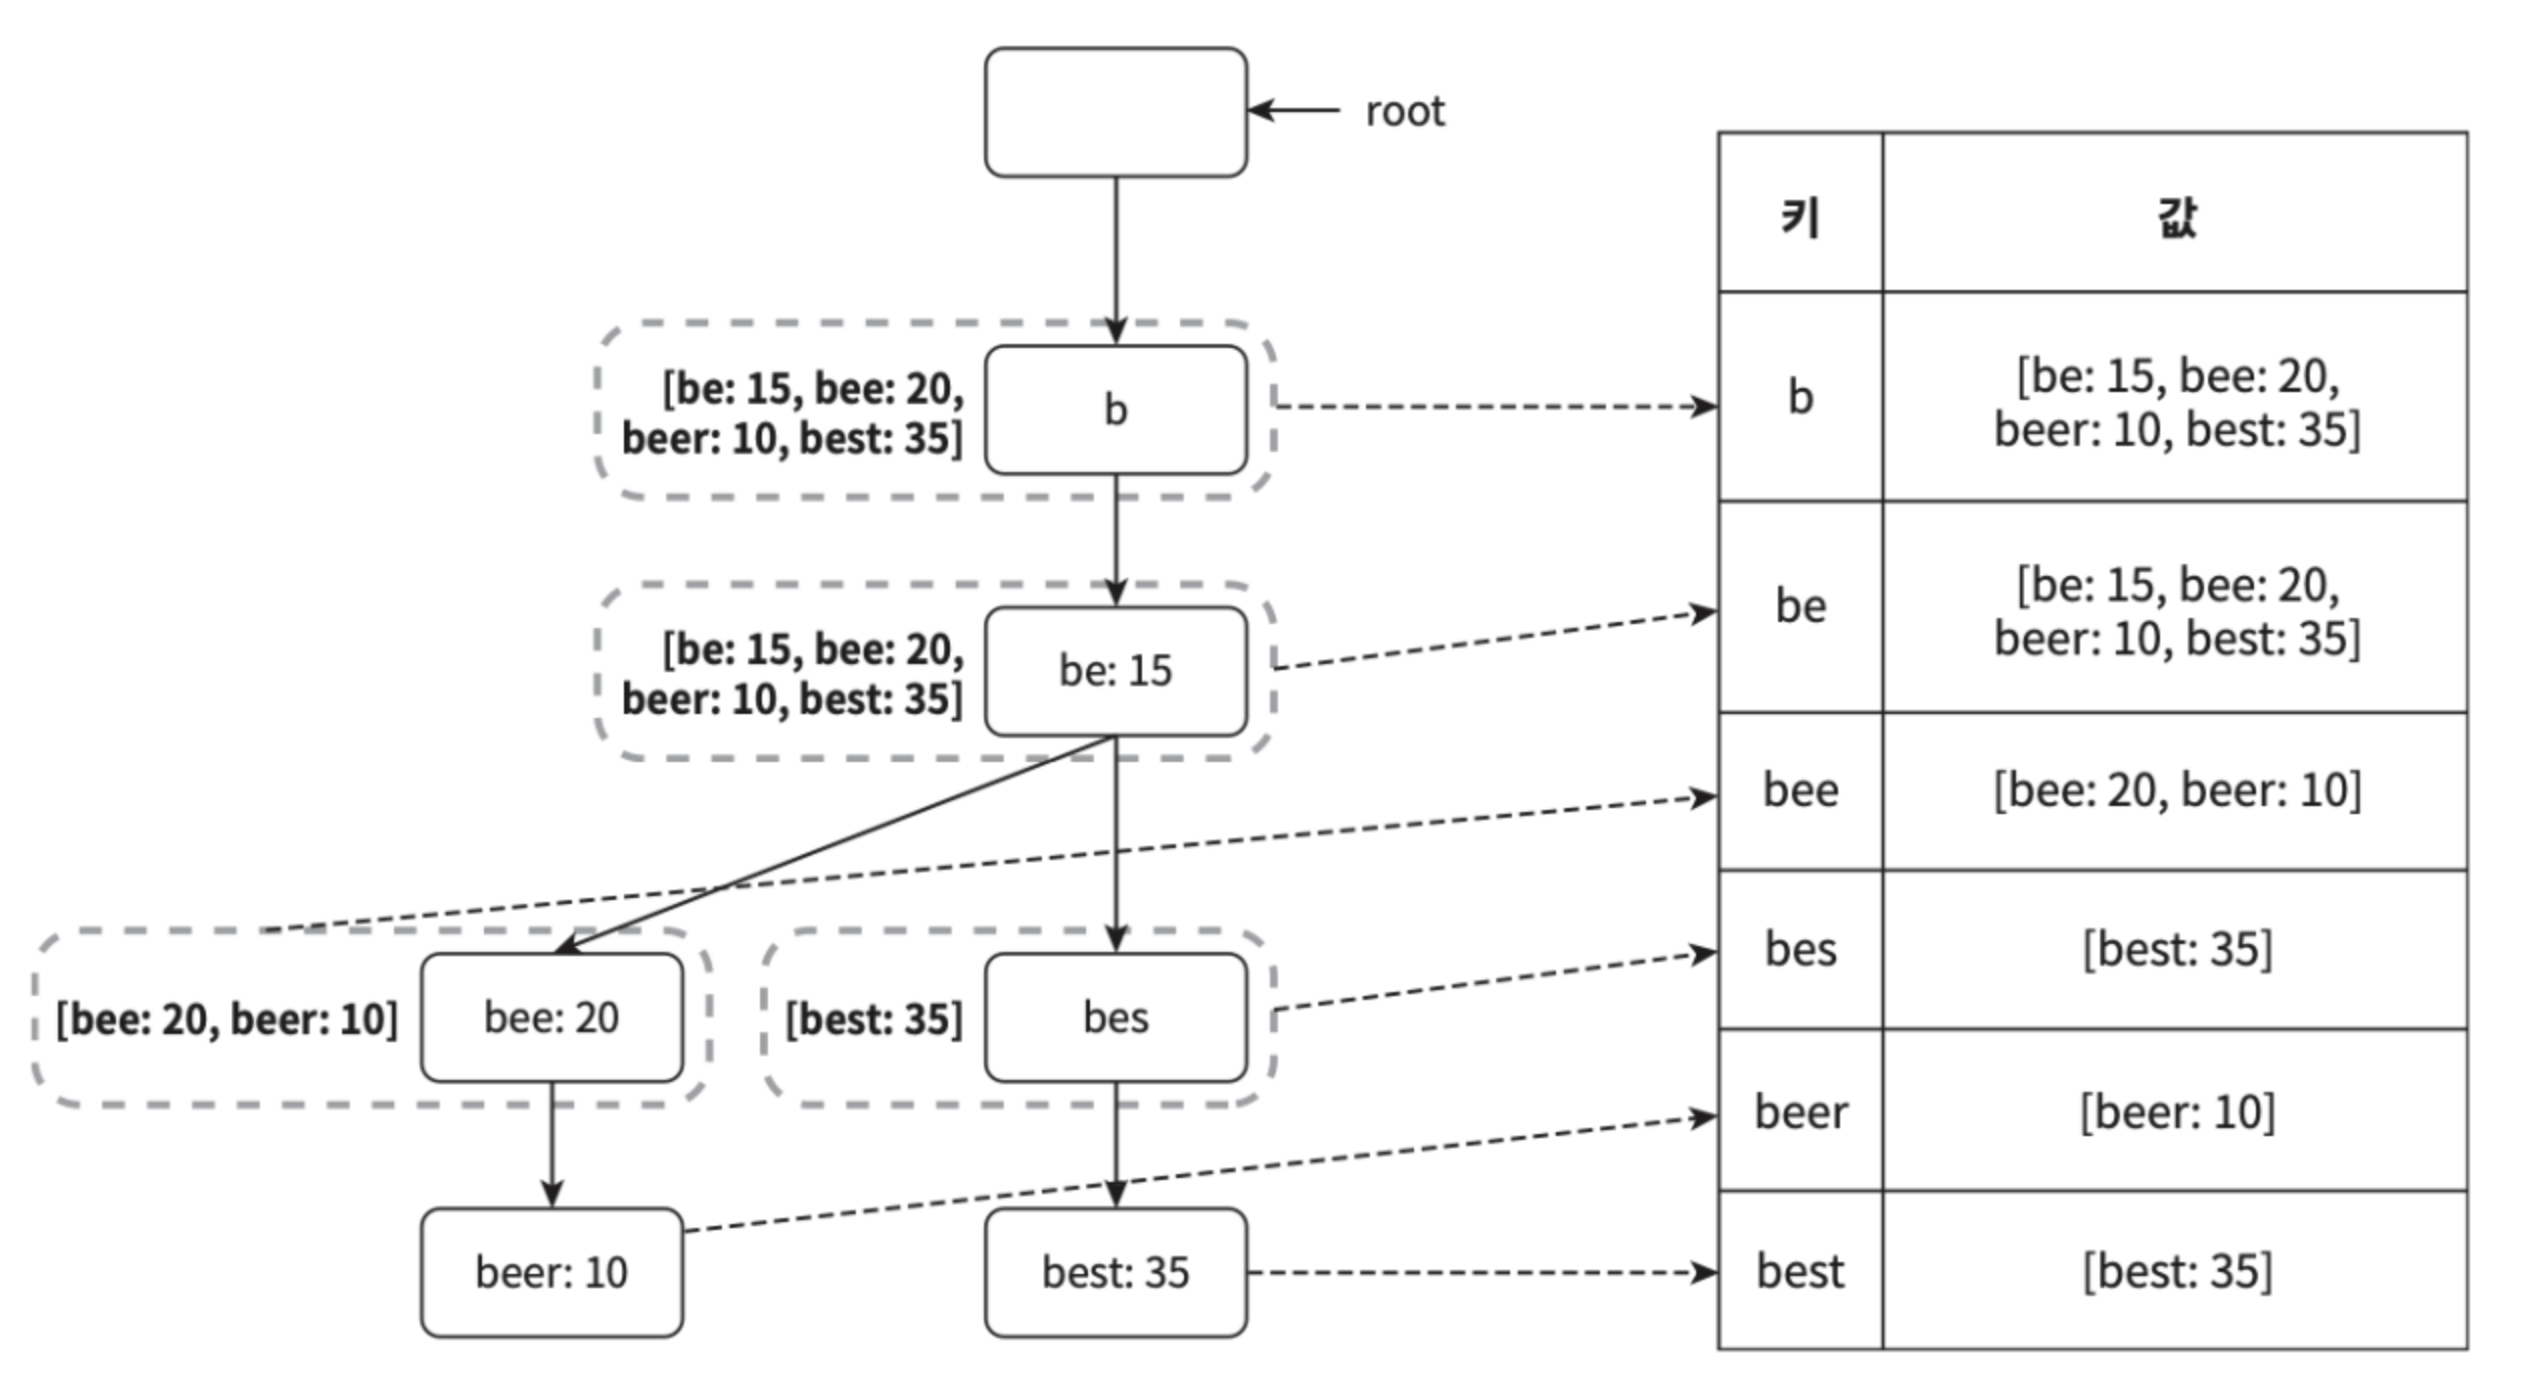 root
[be: 15, bee: 20,
beer: 10, best: 35]
b
[be: 15, bee: 20,
beer: 10, best: 35]
be: 15
[bee: 20, beer: 10]
bee: 20
[best: 35]
bes
beer: 10
best: 35
키 값
b
[be: 15, bee: 20,
beer: 10, best: 35]
be
[be: 15, bee: 20,
beer: 10, best: 35]
bee [bee: 20, beer: 10]
bes [best: 35]
beer [beer: 10]
best [best: 35]